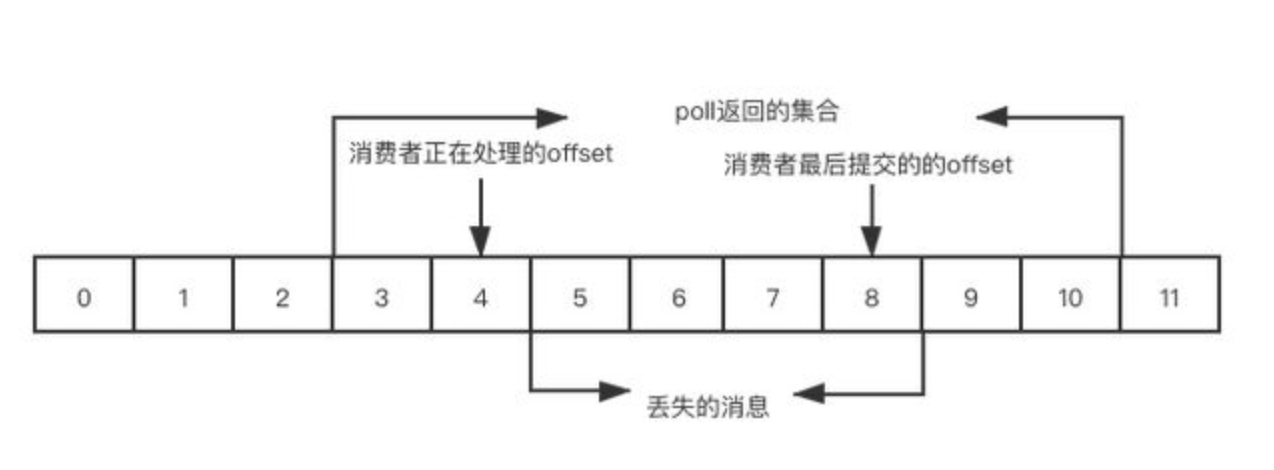 poll返回的集合
消费者正在处理的offset
消费者最后提交的的offset
0 1 2 3 4 5 6 7 8 9 10 11
丢失的消息